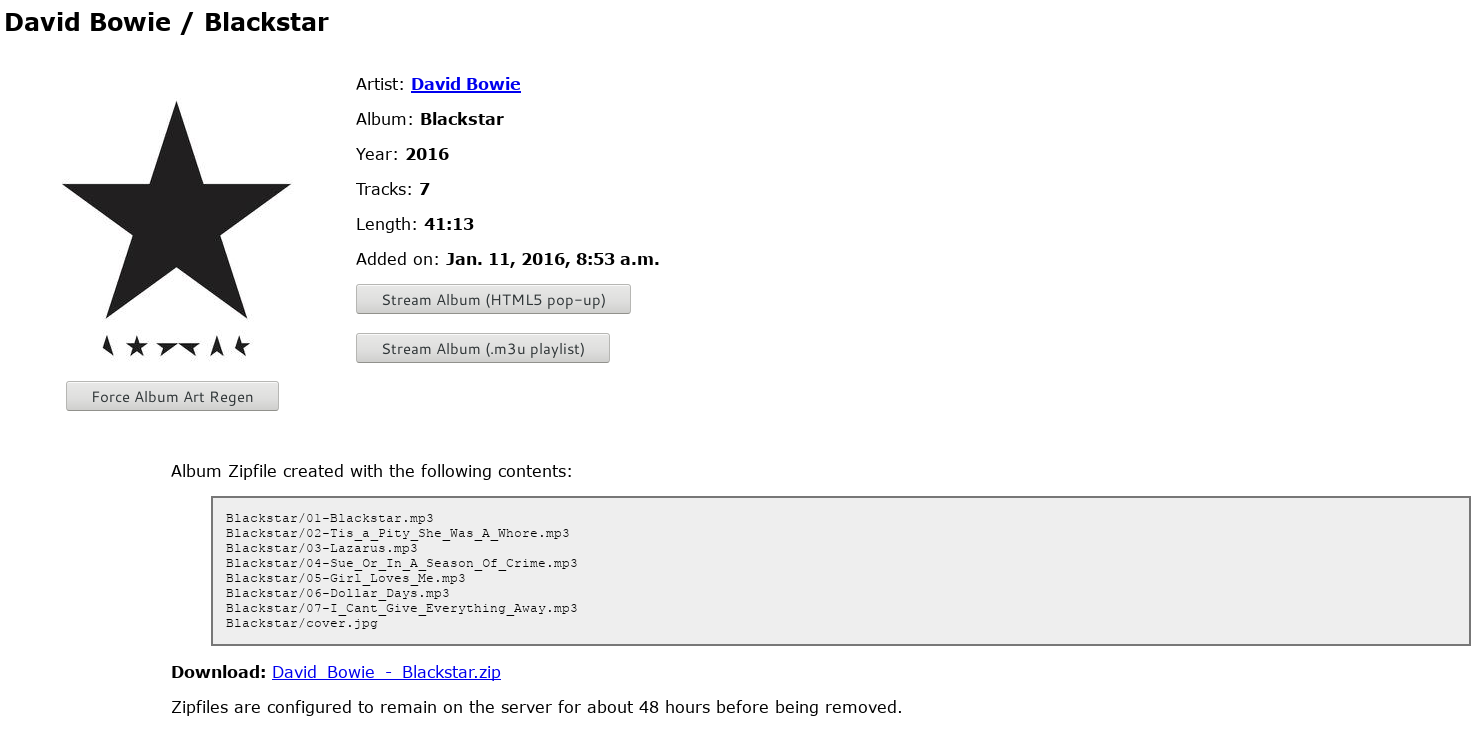 David Bowie / Blackstar
Artist: David Bowie
Album: Blackstar
Year: 2016
Tracks: 7
Length: 41:13
Added on: Jan. 11, 2016, 8:53 a.m.
Stream Album (HTML5 pop-up)
Stream Album (.m3u playlist)
Force Album Art Regen
Album Zipfile created with the following contents:
Blackstar/01-Blackstar.mp3
Blackstar/02-Tis_a_Pity_She_Was_A_Whore.mp3
Blackstar/03-Lazarus.mp3
Blackstar/04-Sue_Or_In_A_Season_Of_Crime.mp3
Blackstar/05-Girl_Loves_Me.mp3
Blackstar/06-Dollar_Days.mp3
Blackstar/07-I_Cant_Give_Everything_Away.mp3
Blackstar/cover.jpg
Download: David_Bowie_-_Blackstar.zip
Zipfiles are configured to remain on the server for about 48 hours before being removed.